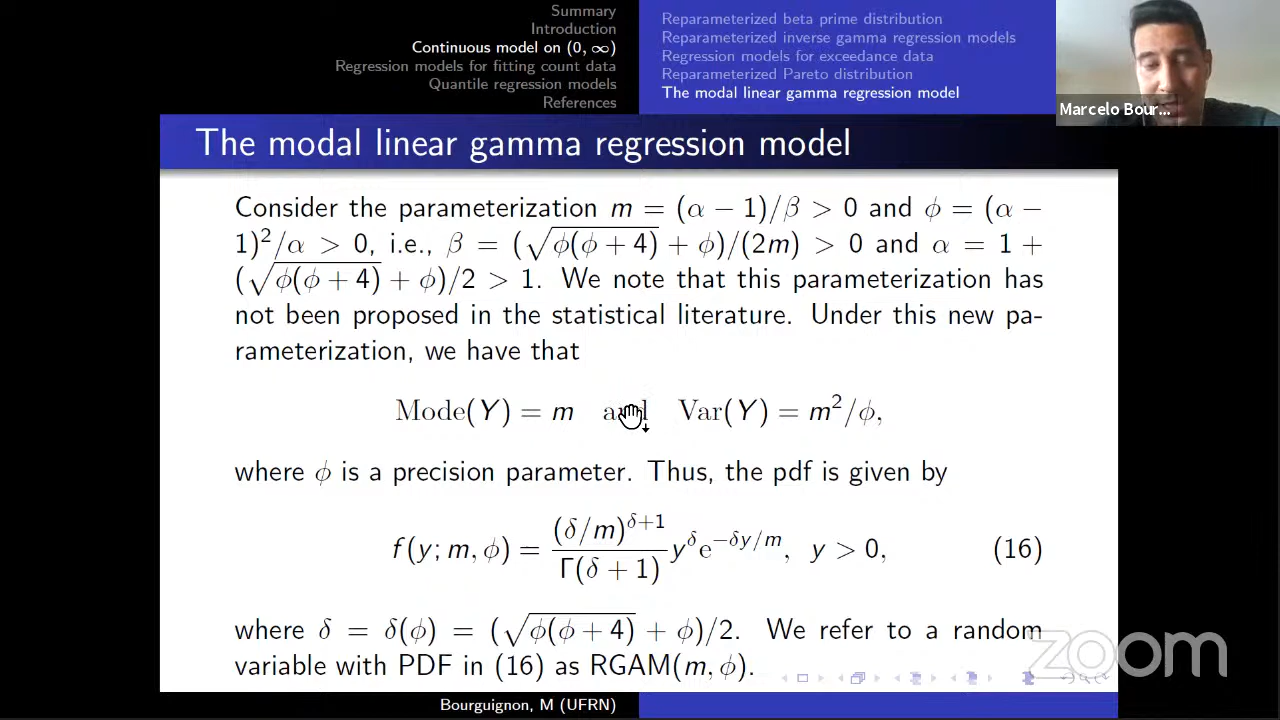 Summary
Introduction
Continuous model on (0, ∞)
Regression models for fitting count data
Quantile regression models
References
Reparameterized beta prime distribution
Reparameterized inverse gamma regression models
Regression models for exceedance data
Reparameterized Pareto distribution
The modal linear gamma regression model
Marcelo Bour...
The modal linear gamma regression model
Consider the parameterization m = (α − 1)/β > 0 and ϕ = (α −
1)²/α > 0, i.e., β = (√ϕ(ϕ + 4) + ϕ)/(2m) > 0 and α = 1 +
(√ϕ(ϕ + 4) + ϕ)/2 > 1. We note that this parameterization has
not been proposed in the statistical literature. Under this new pa-
rameterization, we have that
Mode(Y) = m and Var(Y) = m²/ϕ,
where ϕ is a precision parameter. Thus, the pdf is given by
f(y; m, ϕ) = (δ/m)^{δ+1} / Γ(δ + 1) y^δ e^{−δy/m}, y > 0, (16)
where δ = δ(ϕ) = (√ϕ(ϕ + 4) + ϕ)/2. We refer to a random
variable with PDF in (16) as RGAM(m, ϕ).
zoom
Bourguignon, M (UFRN)